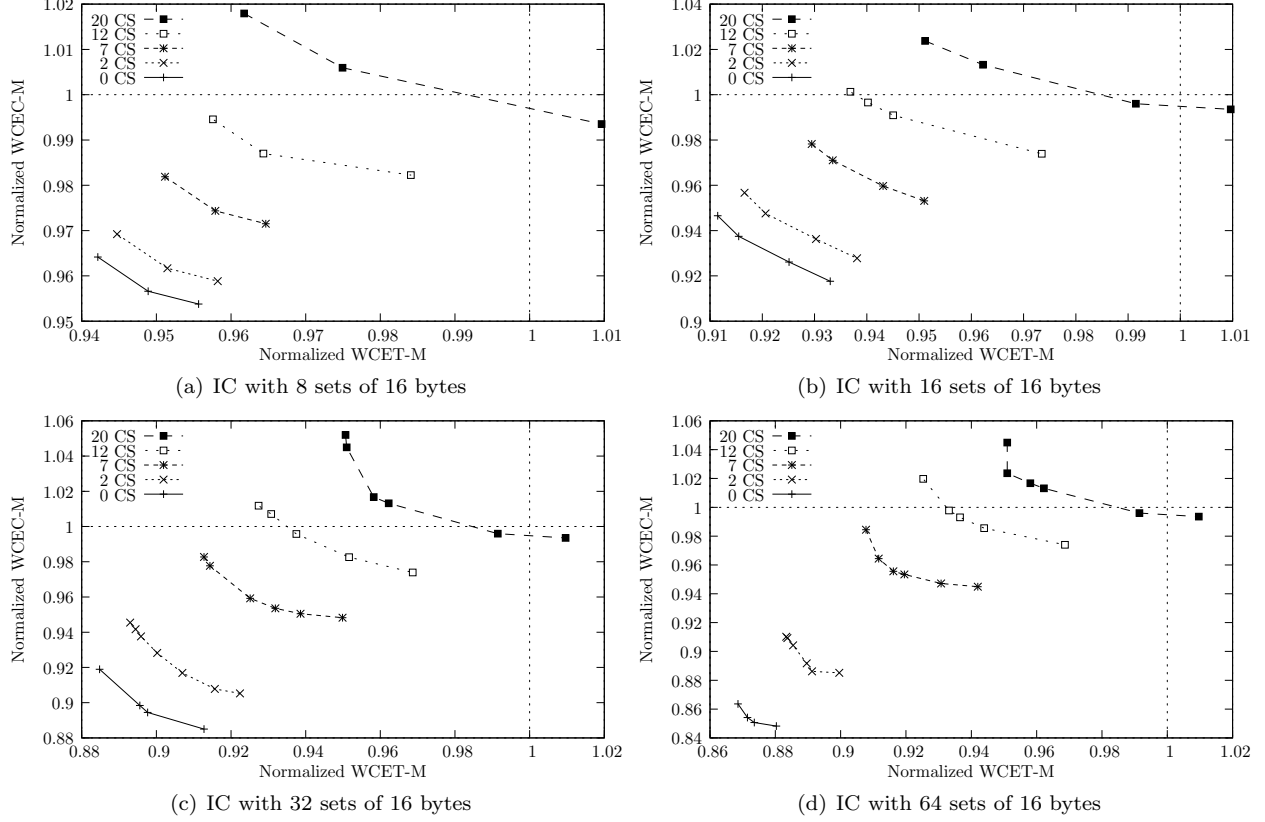 1.02
1.01
1
0.99
0.98
0.97
0.96
0.95
0.94 0.95 0.96 0.97 0.98 0.99 1 1.01
Normalized WCEC-M
Normalized WCET-M
20 CS
12 CS
7 CS
2 CS
0 CS
(a) IC with 8 sets of 16 bytes
1.04
1.02
1
0.98
0.96
0.94
0.92
0.9
0.91 0.92 0.93 0.94 0.95 0.96 0.97 0.98 0.99 1 1.01
Normalized WCEC-M
Normalized WCET-M
20 CS
12 CS
7 CS
2 CS
0 CS
(b) IC with 16 sets of 16 bytes
1.06
1.04
1.02
1
0.98
0.96
0.94
0.92
0.9
0.88
0.88 0.9 0.92 0.94 0.96 0.98 1 1.02
Normalized WCEC-M
Normalized WCET-M
20 CS
12 CS
7 CS
2 CS
0 CS
(c) IC with 32 sets of 16 bytes
1.06
1.04
1.02
1
0.98
0.96
0.94
0.92
0.9
0.88
0.86
0.84
0.86 0.88 0.9 0.92 0.94 0.96 0.98 1 1.02
Normalized WCEC-M
Normalized WCET-M
20 CS
12 CS
7 CS
2 CS
0 CS
(d) IC with 64 sets of 16 bytes